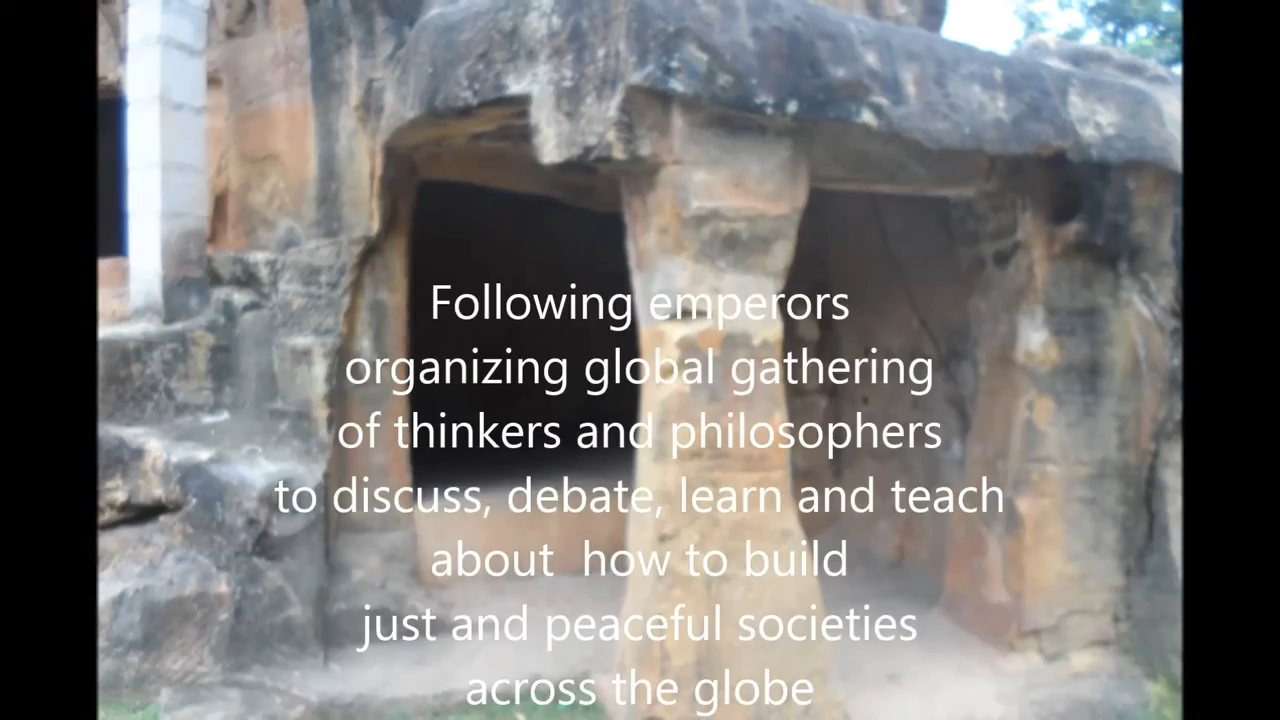 Following emperors
organizing global gathering
of thinkers and philosophers
to discuss, debate, learn and teach
about  how to build
just and peaceful societies
across the globe